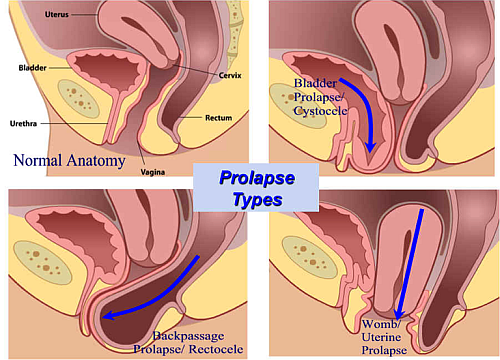 Uterus
Bladder
Cervix
Urethra
Rectum
Normal Anatomy
Vagina
Bladder
Prolapse/
Cystocele
Prolapse
Types
Backpassage
Prolapse/ Rectocele
Womb/
Uterine
Prolapse